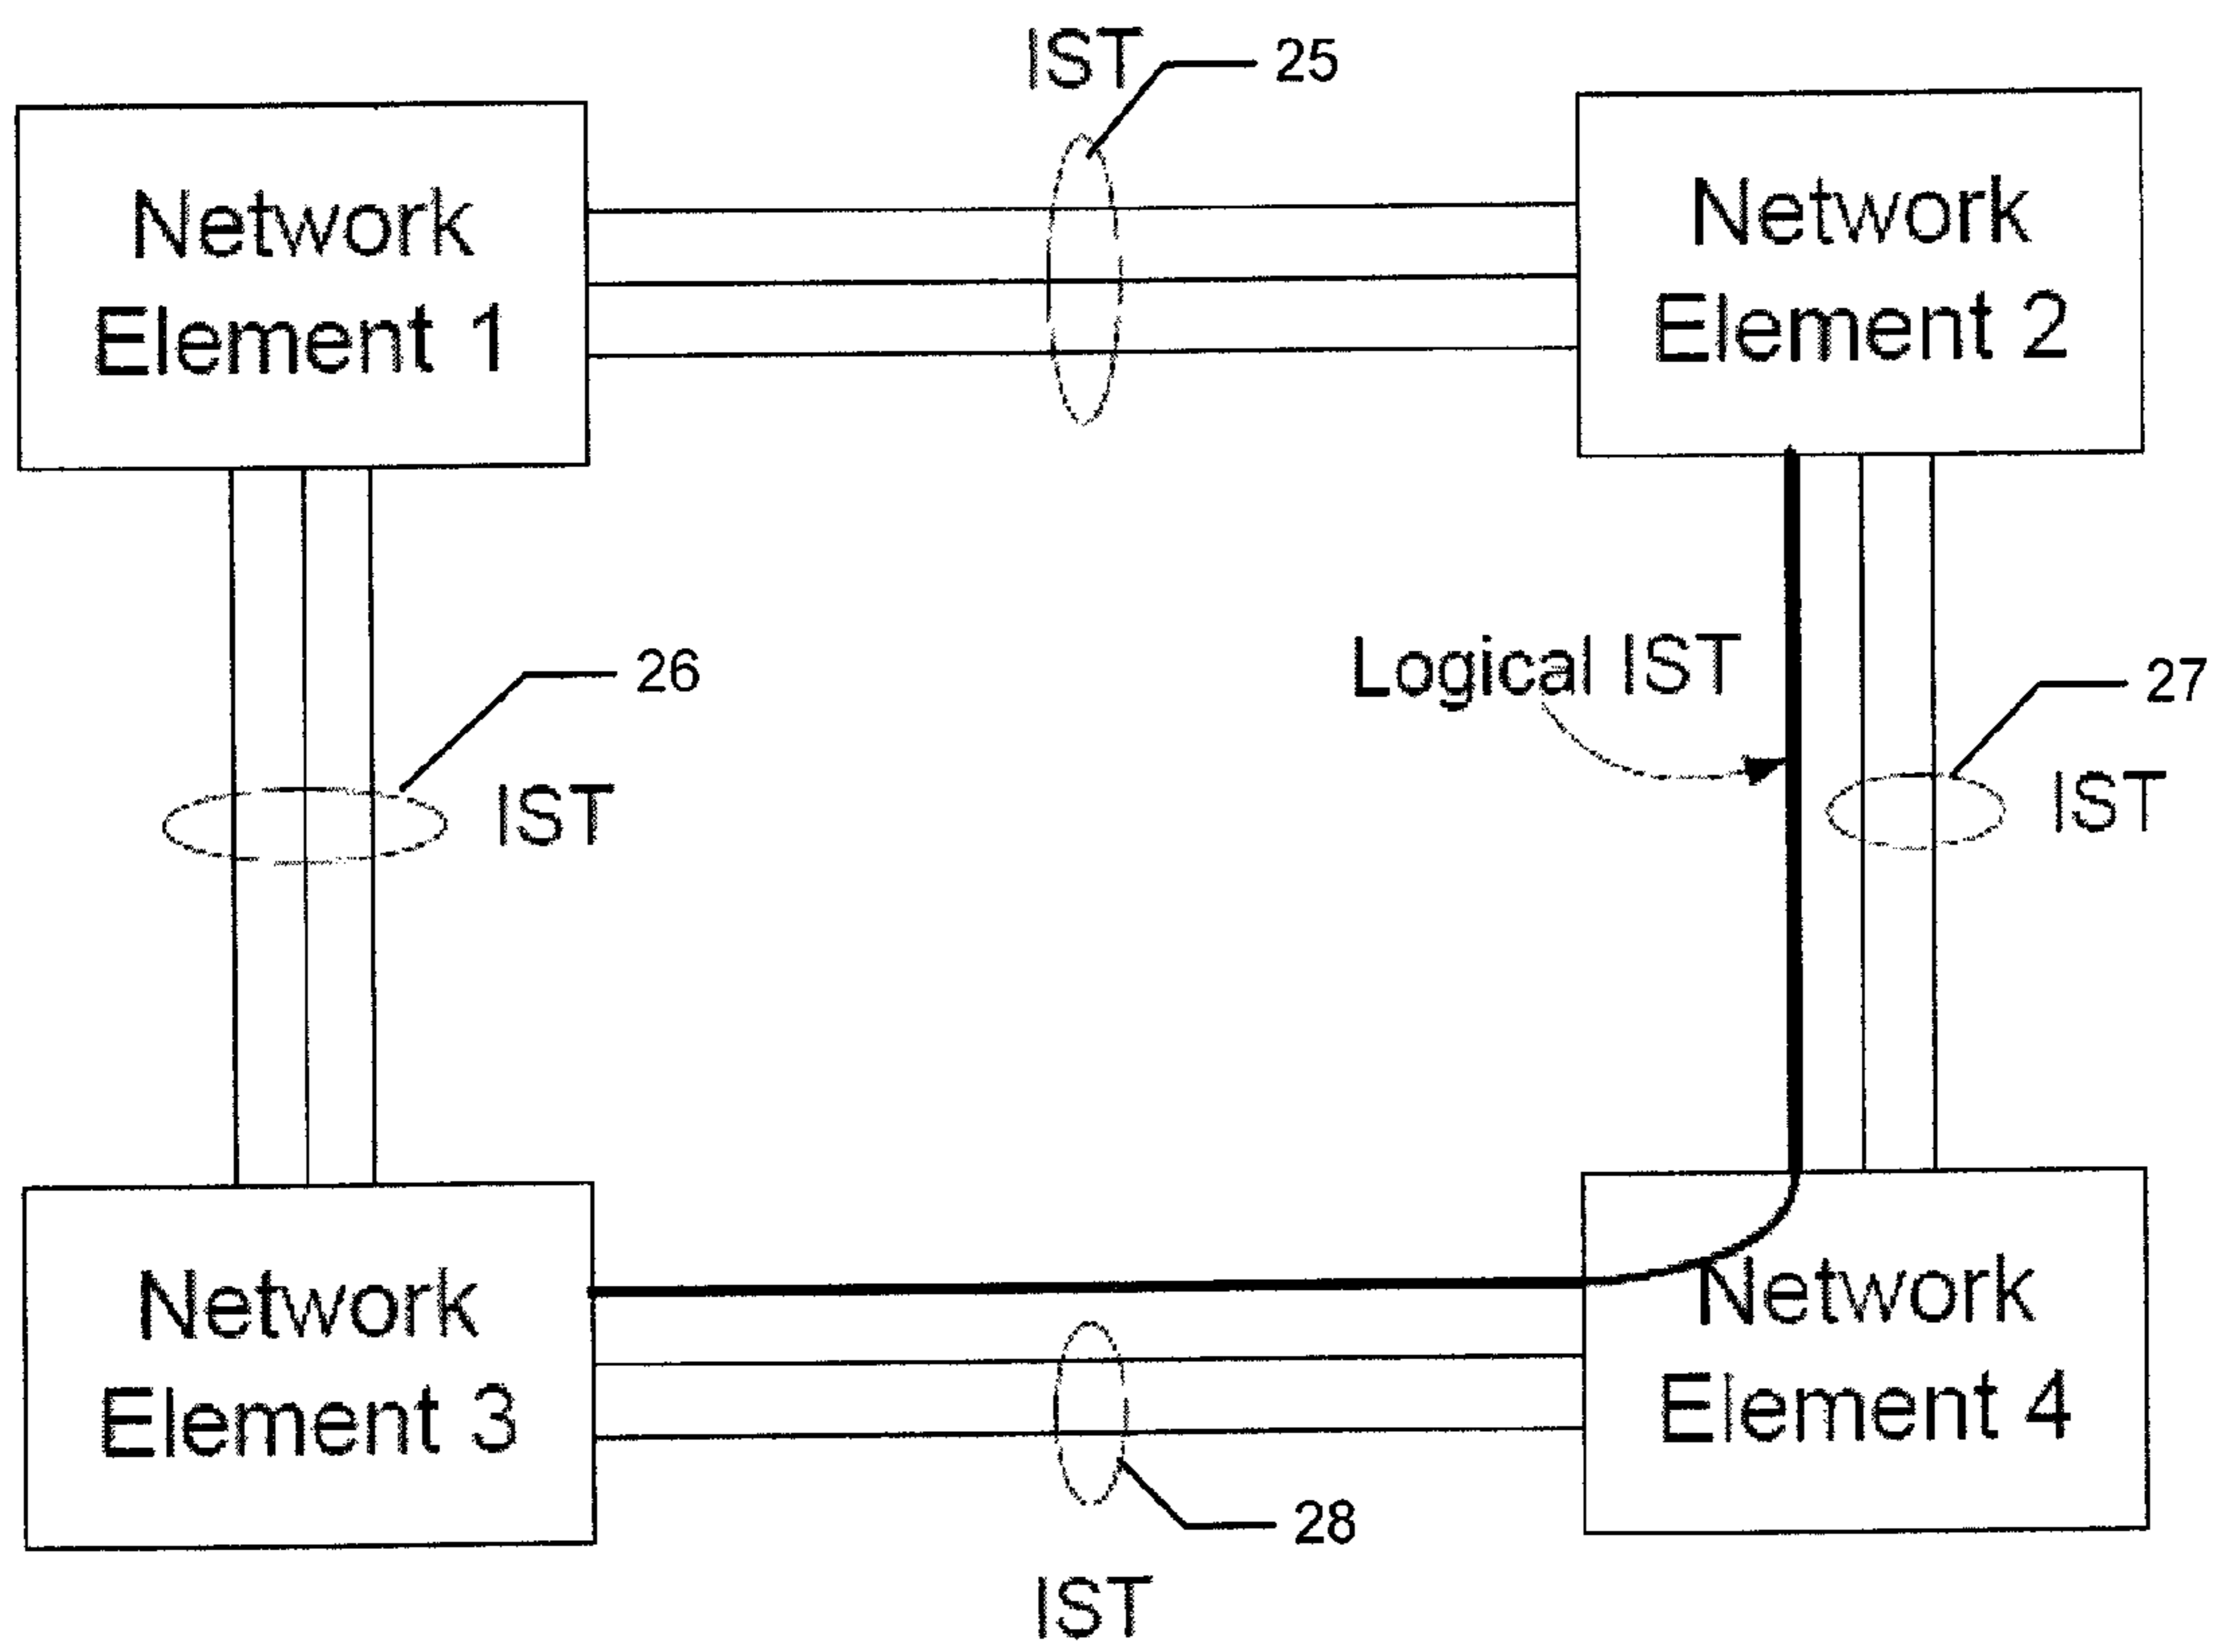 IST
25
Network
Element 1
Network
Element 2
26
IST
Logical IST
27
IST
Network
Element 3
Network
Element 4
28
IST